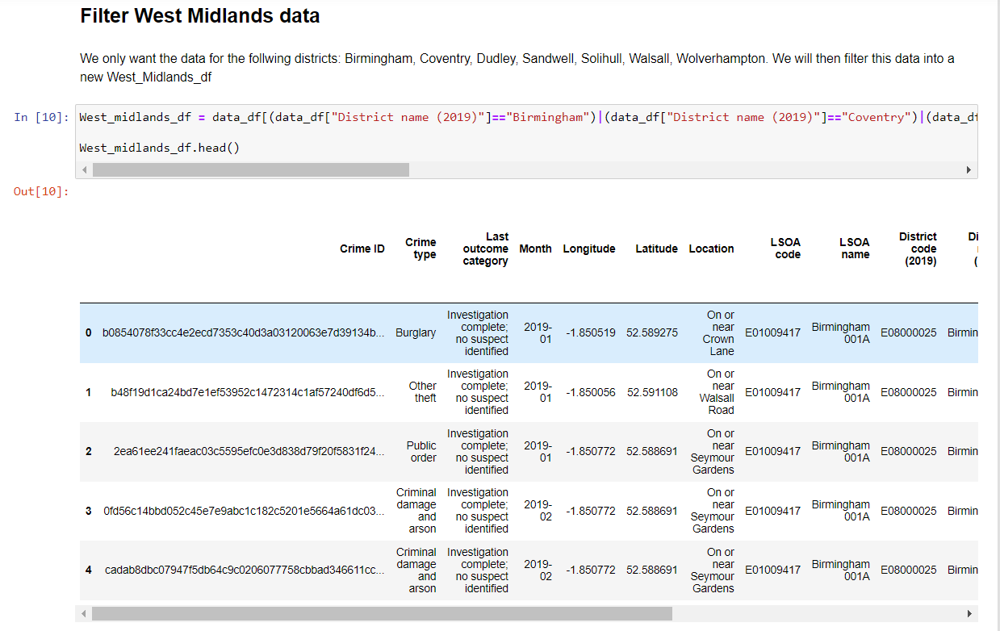 Filter West Midlands data
We only want the data for the follwing districts: Birmingham, Coventry, Dudley, Sandwell, Solihull, Walsall, Wolverhampton. We will then filter this data into a
new West_Midlands_df
In [10]: West_midlands_df = data_df[(data_df["District name (2019)"]=="Birmingham")|(data_df["District name (2019)"]=="Coventry")|(data_df
West_midlands_df.head()
Out[10]:
Crime ID Crime type Last outcome category Month Longitude Latitude Location LSOA code LSOA name District code (2019) Di
0 b0854078f33cc4e2ecd7353c40d3a03120063e7d39134b... Burglary Investigation complete; no suspect identified 2019-01 -1.850519 52.589275 On or near Crown Lane E01009417 Birmingham 001A E08000025 Birmin
1 b48f19d1ca24bd7e1ef53952c1472314c1af57240df6d5... Other theft Investigation complete; no suspect identified 2019-01 -1.850056 52.591108 On or near Walsall Road E01009417 Birmingham 001A E08000025 Birmin
2 2ea61ee241faeac03c5595efc0e3d838d79f20f5831f24... Public order Investigation complete; no suspect identified 2019-01 -1.850772 52.588691 On or near Seymour Gardens E01009417 Birmingham 001A E08000025 Birmin
3 0fd56c14bbd052c45e7e9abc1c182c5201e5664a61dc03... Criminal damage and arson Investigation complete; no suspect identified 2019-02 -1.850772 52.588691 On or near Seymour Gardens E01009417 Birmingham 001A E08000025 Birmin
4 cadab8dbc07947f5db64c9c0206077758cbbad346611cc... Criminal damage and arson Investigation complete; no suspect identified 2019-02 -1.850772 52.588691 On or near Seymour Gardens E01009417 Birmingham 001A E08000025 Birmin